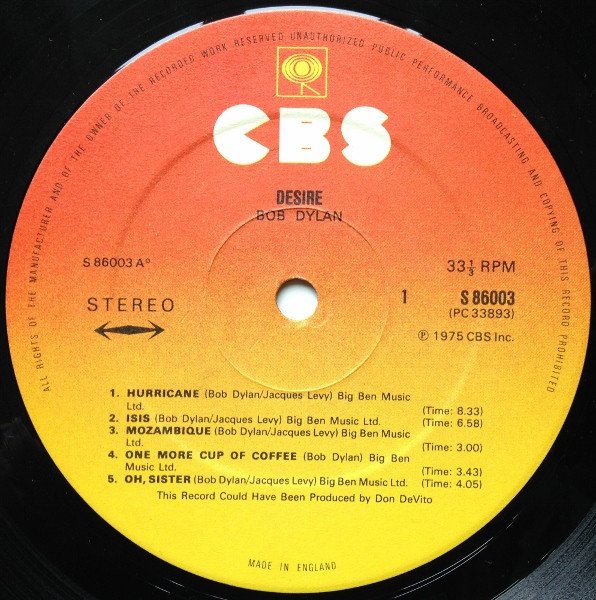 ALL RIGHTS OF THE MANUFACTURER AND OF THE OWNER OF THE RECORDED WORK RESERVED UNAUTHORIZED PUBLIC PERFORMANCE BROADCASTING AND COPYING OF THIS RECORD PROHIBITED
CBS
DESIRE
BOB DYLAN
S 86003 A°
33⅓ RPM
STEREO
1 S 86003
(PC 33893)
℗ 1975 CBS Inc.
1. HURRICANE (Bob Dylan/Jacques Levy) Big Ben Music
Ltd. (Time: 8.33)
2. ISIS (Bob Dylan/Jacques Levy) Big Ben Music Ltd. (Time: 6.58)
3. MOZAMBIQUE (Bob Dylan/Jacques Levy) Big Ben Music
Ltd. (Time: 3.00)
4. ONE MORE CUP OF COFFEE (Bob Dylan) Big Ben
Music Ltd. (Time: 3.43)
5. OH, SISTER (Bob Dylan/Jacques Levy) Big Ben Music Ltd. (Time: 4.05)
This Record Could Have Been Produced by Don DeVito
MADE IN ENGLAND